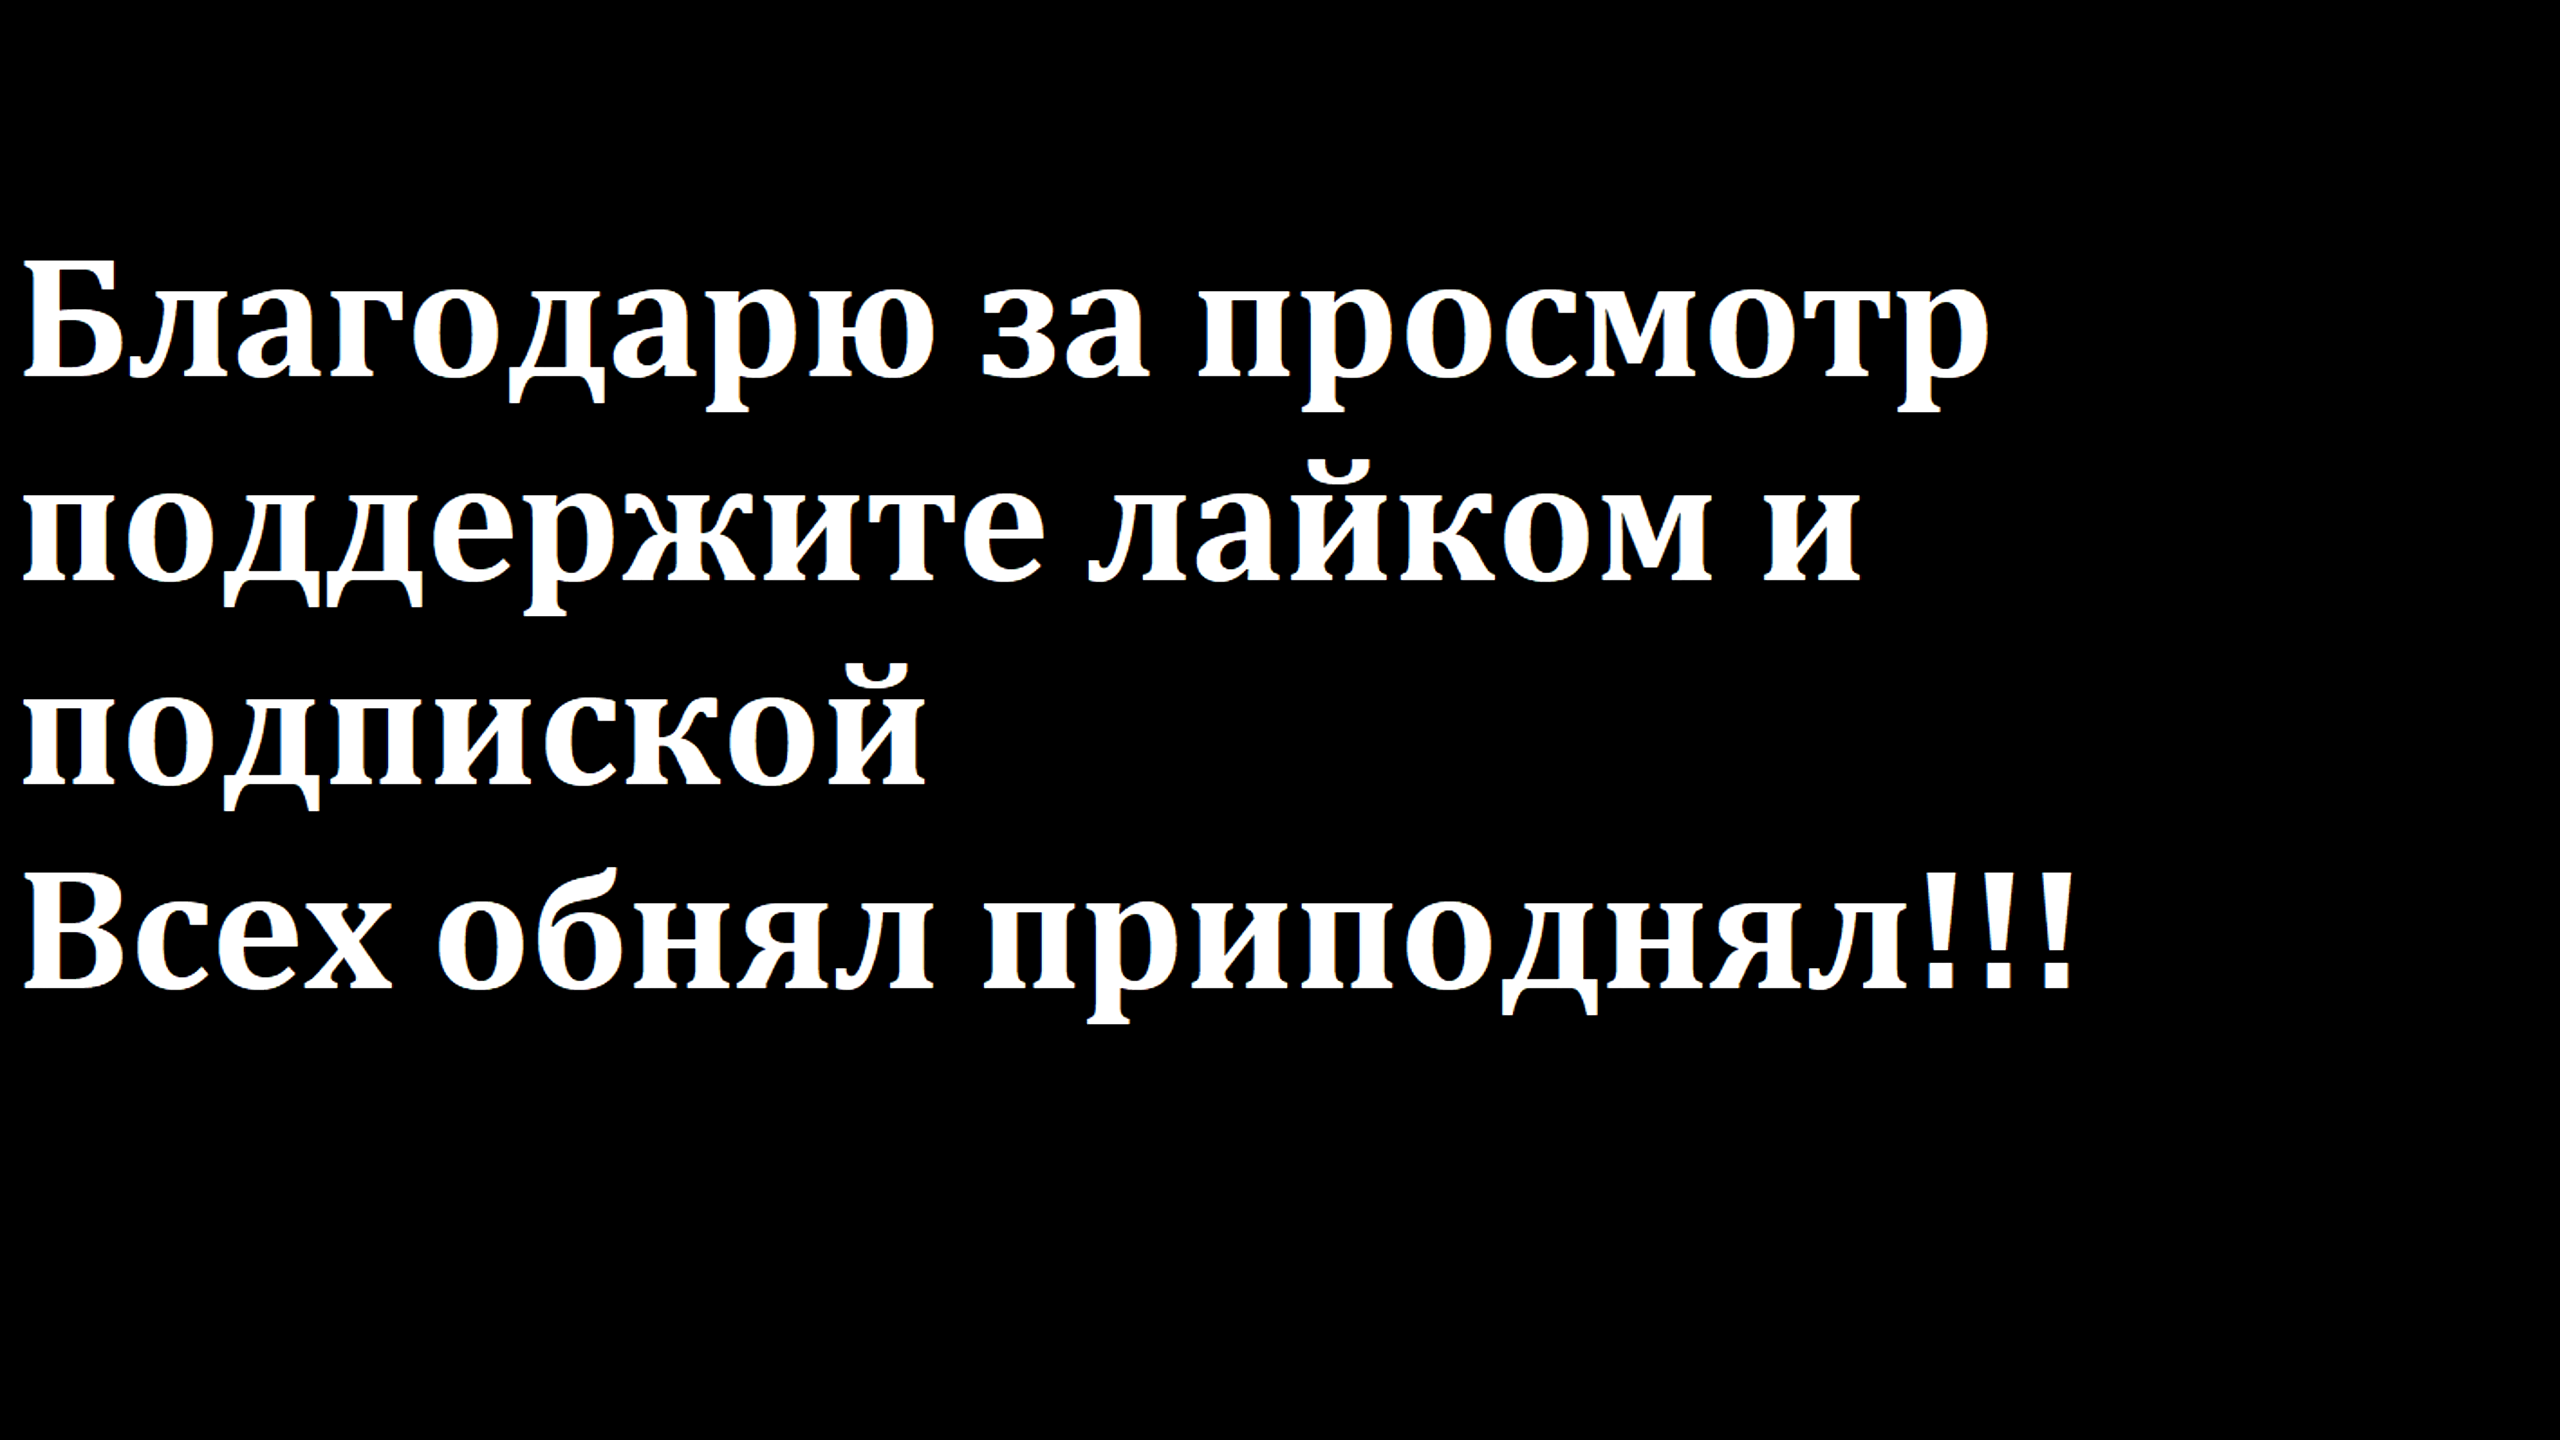 Благодарю за просмотр
поддержите лайком и
подпиской
Всех обнял приподнял!!!